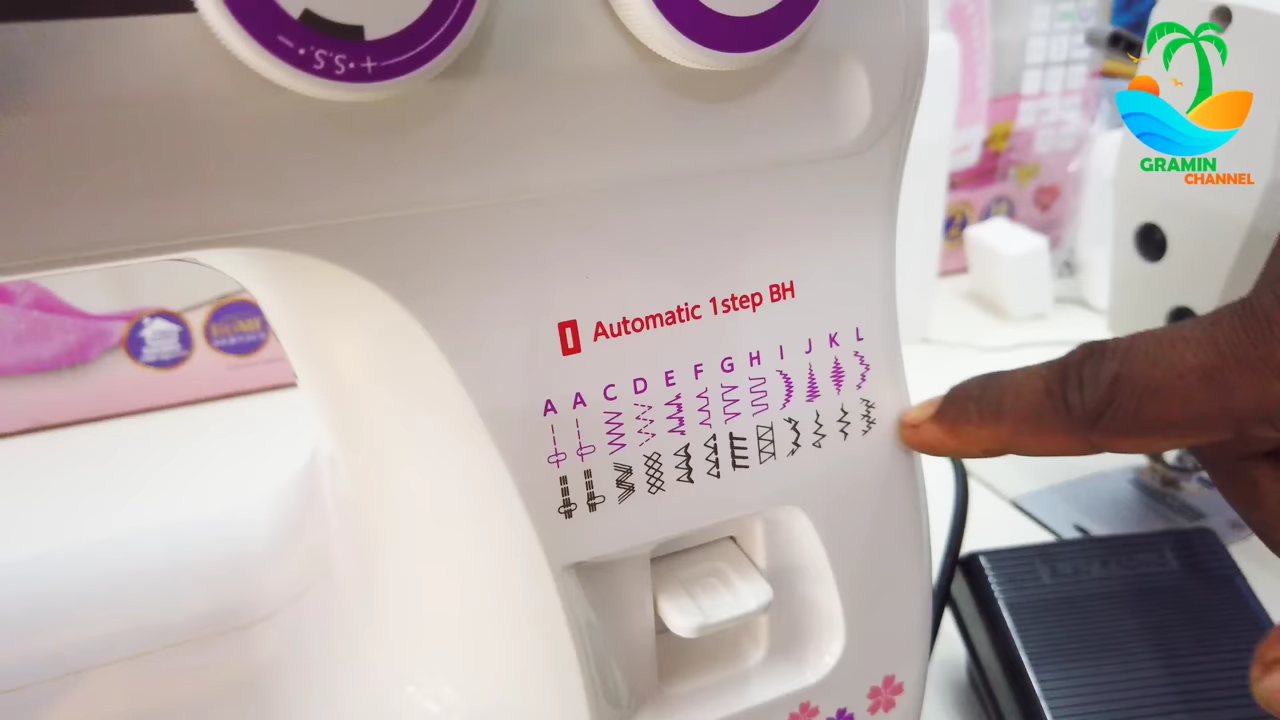 +•S.S.•−
GRAMIN
CHANNEL
Automatic 1step BH
A A C D E F G H I J K L